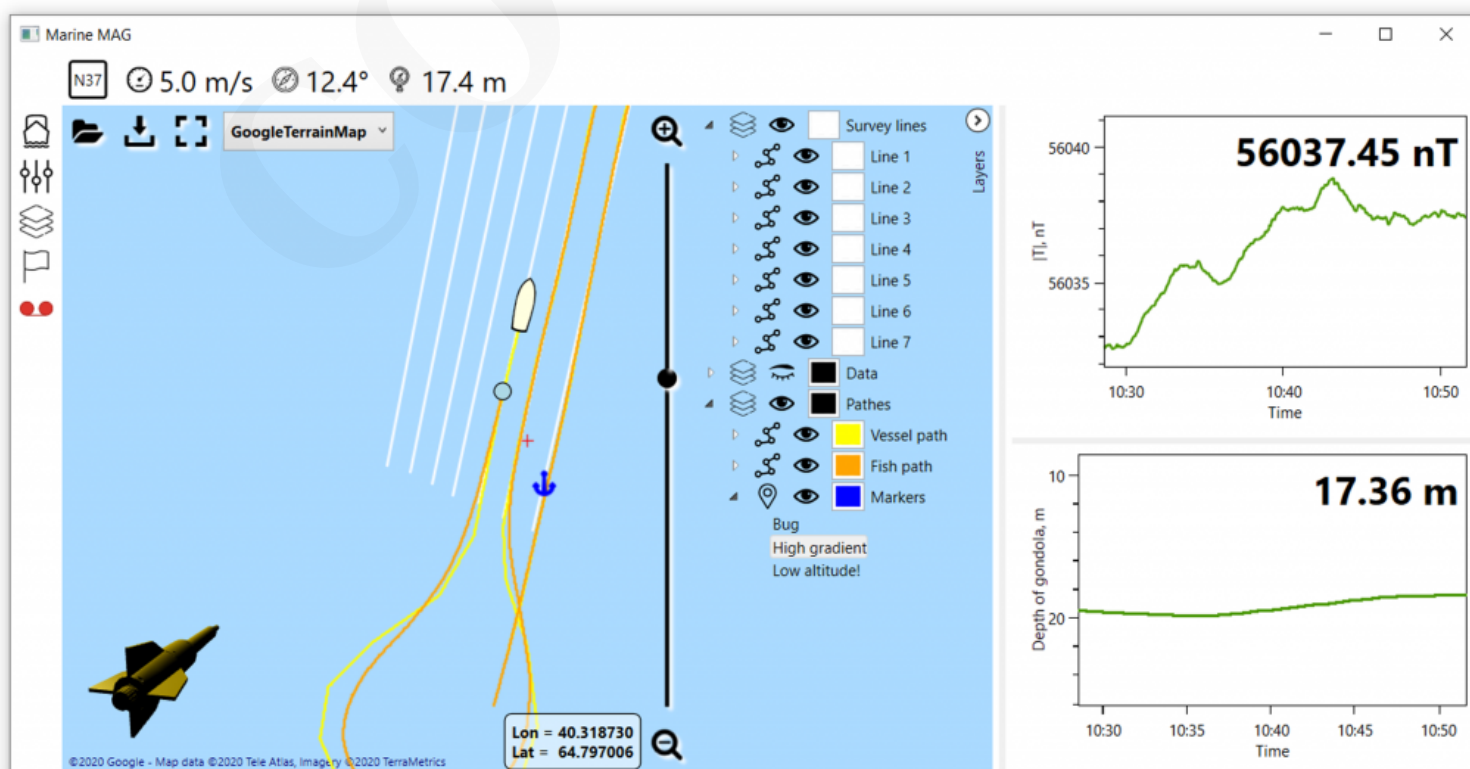 Marine MAG
N37 5.0 m/s 12.4° 17.4 m
GoogleTerrainMap
Survey lines
Line 1
Line 2
Line 3
Line 4
Line 5
Line 6
Line 7
Data
Pathes
Vessel path
Fish path
Markers
Bug
High gradient
Low altitude!
Layers
Lon = 40.318730
Lat = 64.797006
©2020 Google - Map data ©2020 Tele Atlas, Imagery ©2020 TerraMetrics
56037.45 nT
|T|, nT
56040
56035
10:30 10:40 10:50
Time
17.36 m
Depth of gondola, m
10
20
10:30 10:35 10:40 10:45 10:50
Time